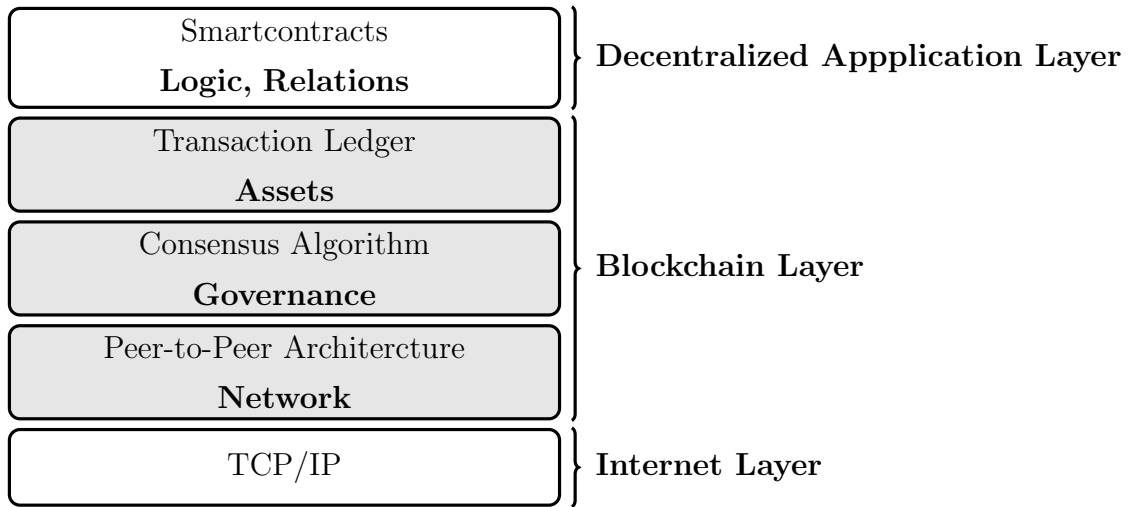 Smartcontracts
Logic, Relations
Decentralized Appplication Layer
Transaction Ledger
Assets
Consensus Algorithm
Governance
Blockchain Layer
Peer-to-Peer Architercture
Network
TCP/IP
Internet Layer